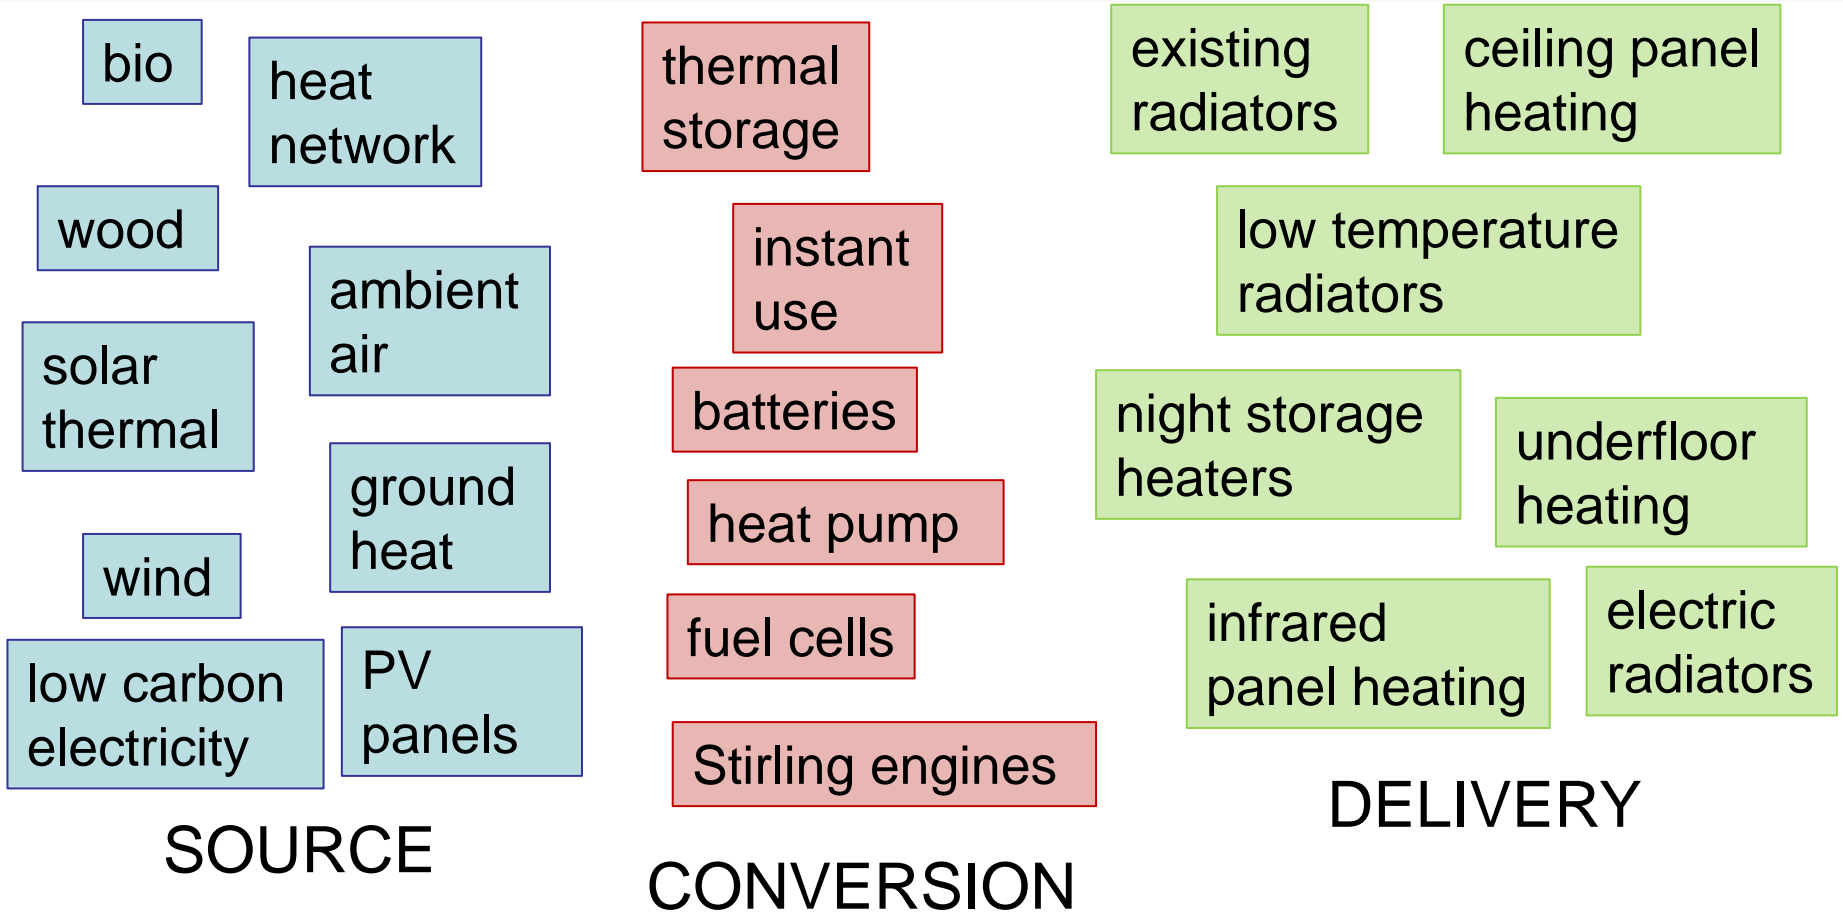 bio
heat
network
wood
ambient
air
solar
thermal
ground
heat
wind
low carbon
electricity
PV
panels
SOURCE
thermal
storage
instant
use
batteries
heat pump
fuel cells
Stirling engines
CONVERSION
existing
radiators
ceiling panel
heating
low temperature
radiators
night storage
heaters
underfloor
heating
infrared
panel heating
electric
radiators
DELIVERY